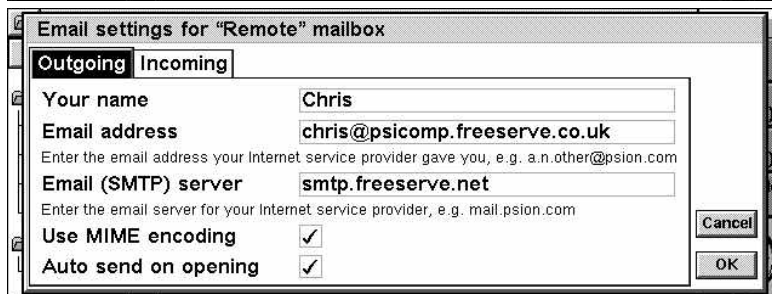 Email settings for “Remote” mailbox
Outgoing Incoming
Your name Chris
Email address chris@psicomp.freeserve.co.uk
Enter the email address your Internet service provider gave you, e.g. a.n.other@psion.com
Email (SMTP) server smtp.freeserve.net
Enter the email server for your Internet service provider, e.g. mail.psion.com
Use MIME encoding
Cancel
Auto send on opening
OK